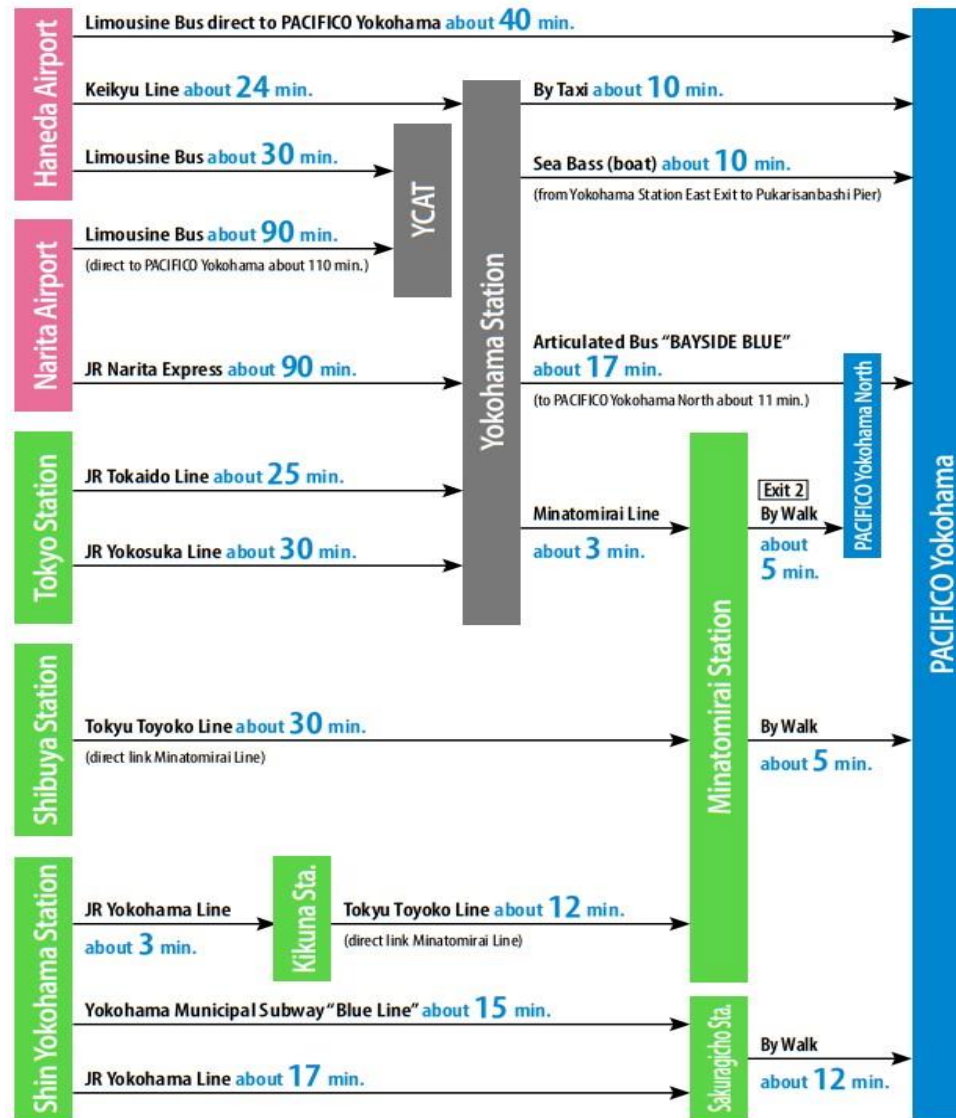 Haneda Airport
Limousine Bus direct to PACIFICO Yokohama about 40 min.
Keikyu Line about 24 min.
Limousine Bus about 30 min.
Narita Airport
Limousine Bus about 90 min.
(direct to PACIFICO Yokohama about 110 min.)
JR Narita Express about 90 min.
YCAT
Tokyo Station
JR Tokaido Line about 25 min.
JR Yokosuka Line about 30 min.
Yokohama Station
By Taxi about 10 min.
Sea Bass (boat) about 10 min.
(from Yokohama Station East Exit to Pukarisanbashi Pier)
Articulated Bus “BAYSIDE BLUE”
about 17 min.
(to PACIFICO Yokohama North about 11 min.)
Minatomirai Line
about 3 min.
Shibuya Station
Tokyu Toyoko Line about 30 min.
(direct link Minatomirai Line)
Shin Yokohama Station
JR Yokohama Line
about 3 min.
Kikuna Sta.
Tokyu Toyoko Line about 12 min.
(direct link Minatomirai Line)
Yokohama Municipal Subway “Blue Line” about 15 min.
JR Yokohama Line about 17 min.
Minatomirai Station
Exit 2
By Walk
about
5 min.
PACIFICO Yokohama North
By Walk
about 5 min.
Sakuragicho Sta.
By Walk
about 12 min.
PACIFICO Yokohama